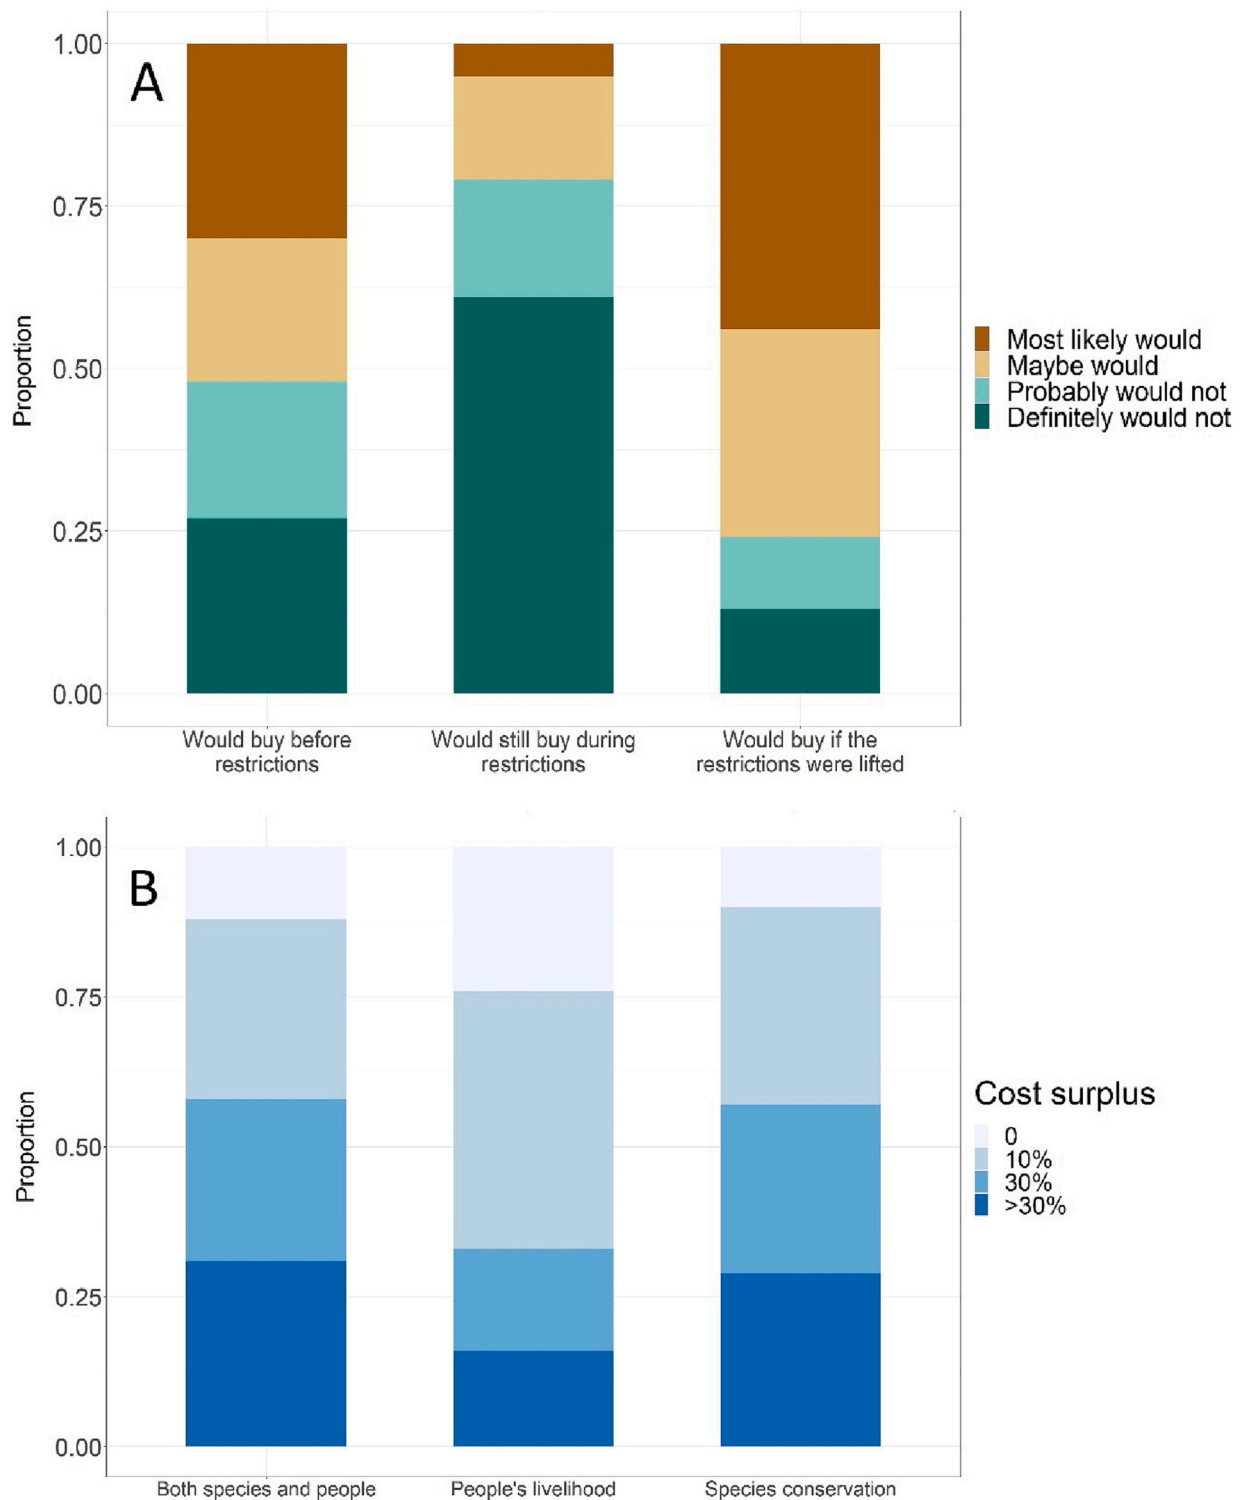 A
1.00
0.75
0.50
0.25
0.00
Proportion
Would buy before
restrictions
Would still buy during
restrictions
Would buy if the
restrictions were lifted
Most likely would
Maybe would
Probably would not
Definitely would not
B
1.00
0.75
0.50
0.25
0.00
Proportion
Both species and people
People's livelihood
Species conservation
Cost surplus
0
10%
30%
>30%